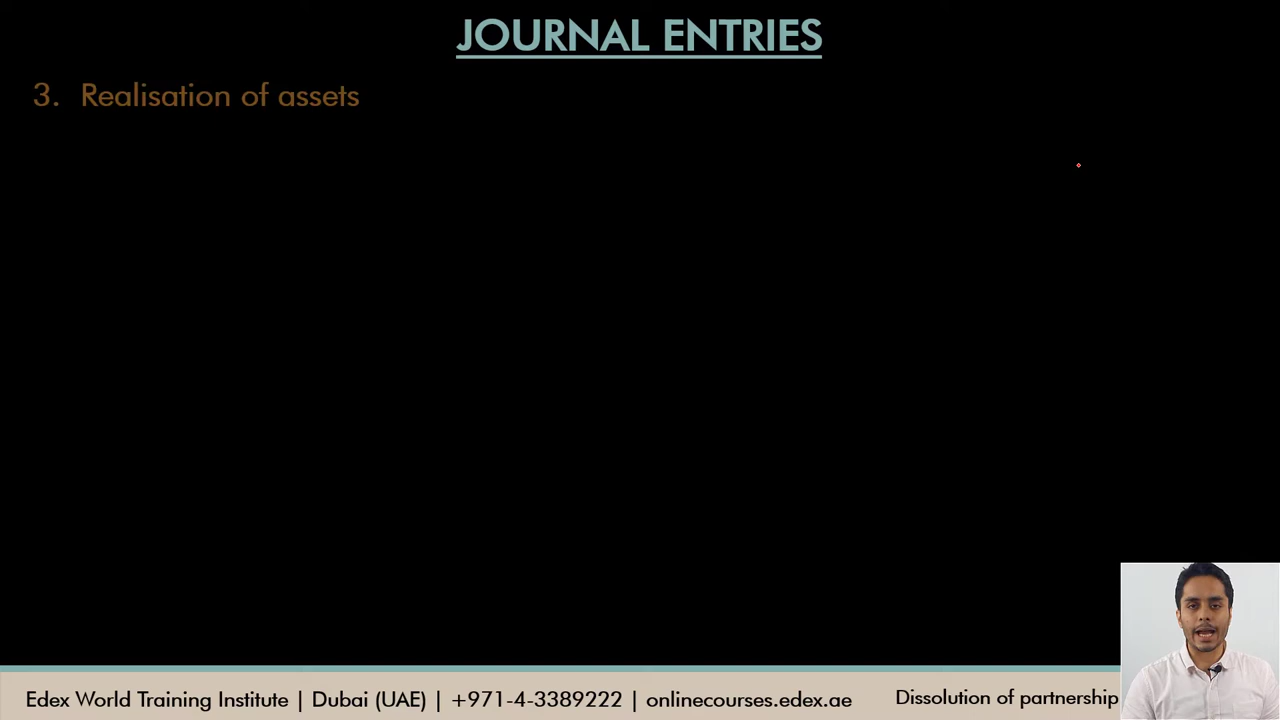 JOURNAL ENTRIES
3. Realisation of assets
Edex World Training Institute | Dubai (UAE) | +971-4-3389222 | onlinecourses.edex.ae
Dissolution of partnership